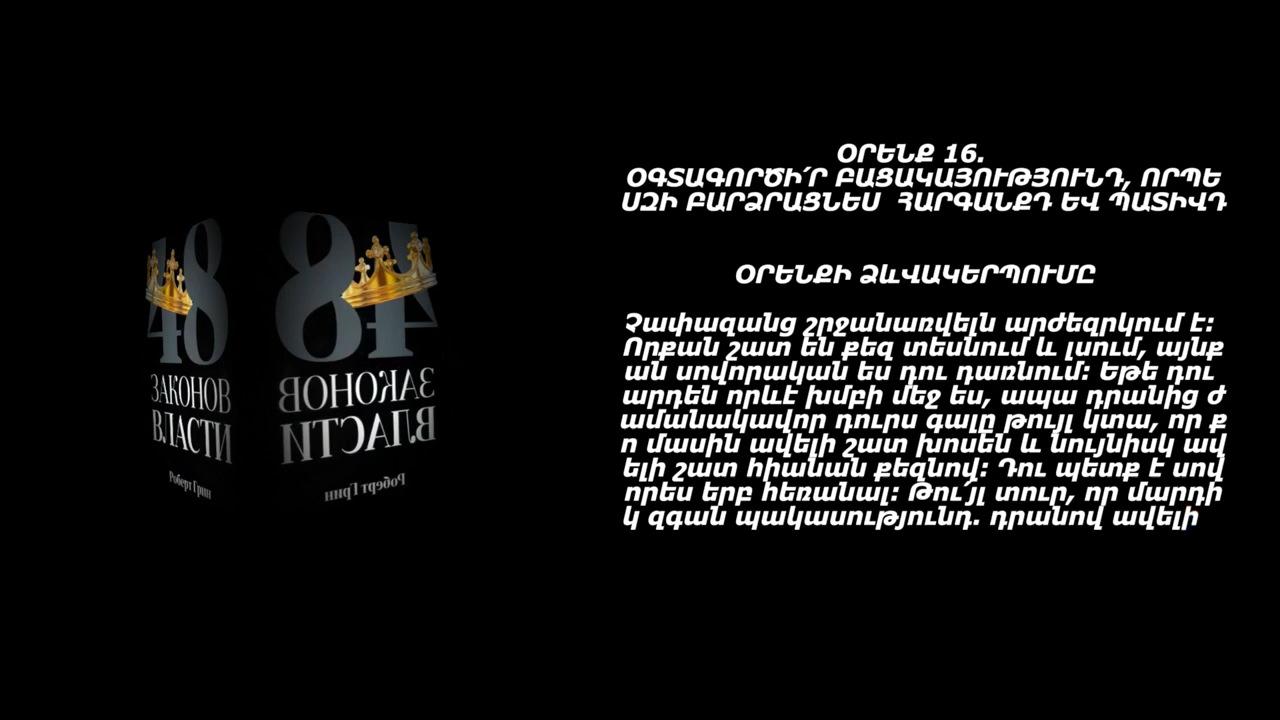 48
ЗАКОНОВ
ВЛАСТИ
Роберт Грин
48
ЗАКОНОВ
ВЛАСТИ
Роберт Грин
ՕՐԵՆՔ 16.
ՕԳՏԱԳՈՐԾԻ՛Ր ԲԱՑԱԿԱՅՈՒԹՅՈՒՆԴ, ՈՐՊԵ
ՍԶԻ ԲԱՐՁՐԱՑՆԵՍ ՀԱՐԳԱՆՔԴ ԵՎ ՊԱՏԻՎԴ
ՕՐԵՆՔԻ ՁևՎԱԿԵՐՊՈՒՄԸ
Չափազանց շրջանառվելն արժեզրկում է:
Որքան շատ են քեզ տեսնում և լսում, այնք
ան սովորական ես դու դառնում: Եթե դու
արդեն որևէ խմբի մեջ ես, ապա դրանից ժ
ամանակավոր դուրս գալը թույլ կտա, որ ք
ո մասին ավելի շատ խոսեն և նույնիսկ ավ
ելի շատ հիանան քեզնով: Դու պետք է սով
որես երբ հեռանալ: Թու՛յլ տուր, որ մարդի
կ զգան պակասությունդ. դրանով ավելի